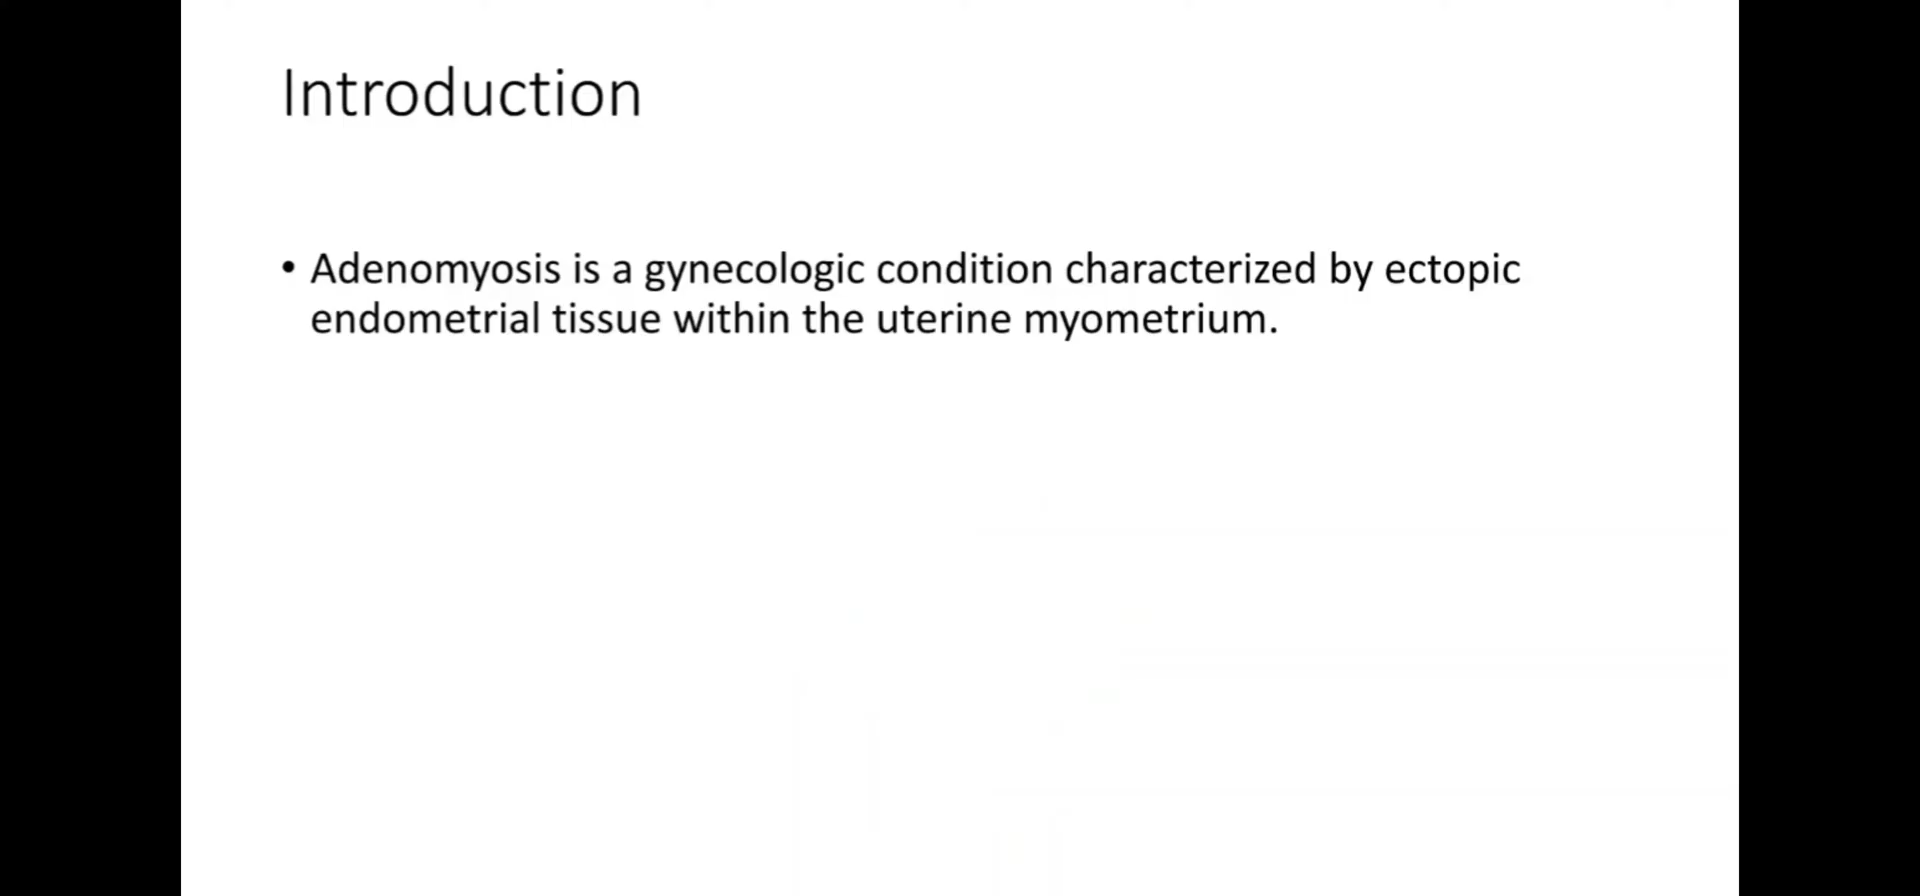 Introduction
• Adenomyosis is a gynecologic condition characterized by ectopic
endometrial tissue within the uterine myometrium.